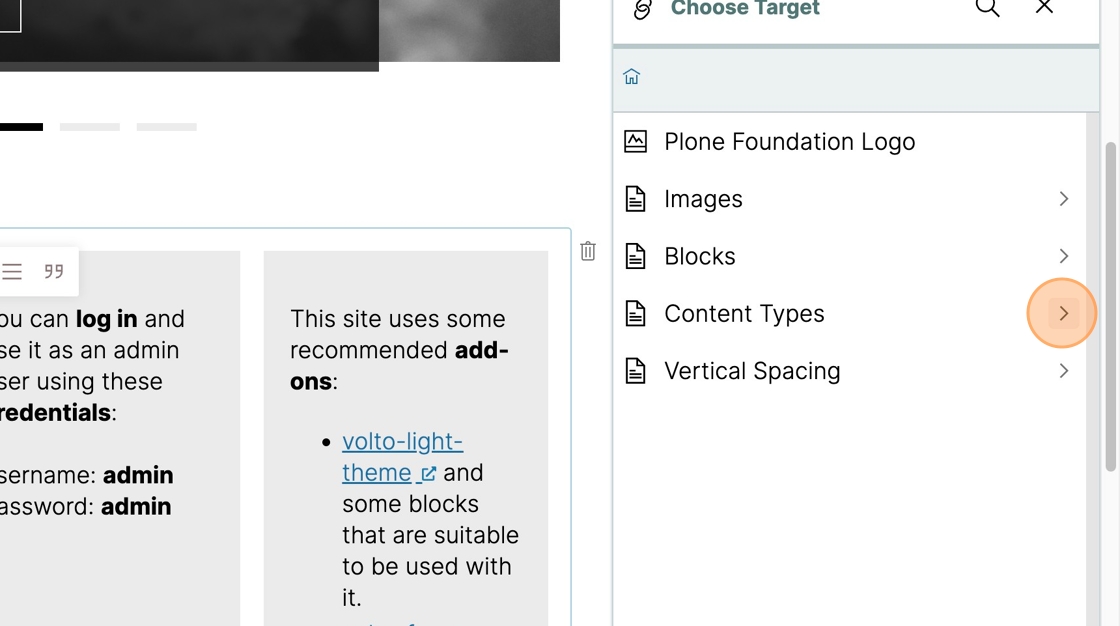 Choose Target
Plone Foundation Logo
Images
Blocks
Content Types
Vertical Spacing
ou can log in and
se it as an admin
ser using these
redentials:
sername: admin
assword: admin
This site uses some
recommended add-
ons:
• volto-light-
theme and
some blocks
that are suitable
to be used with
it.